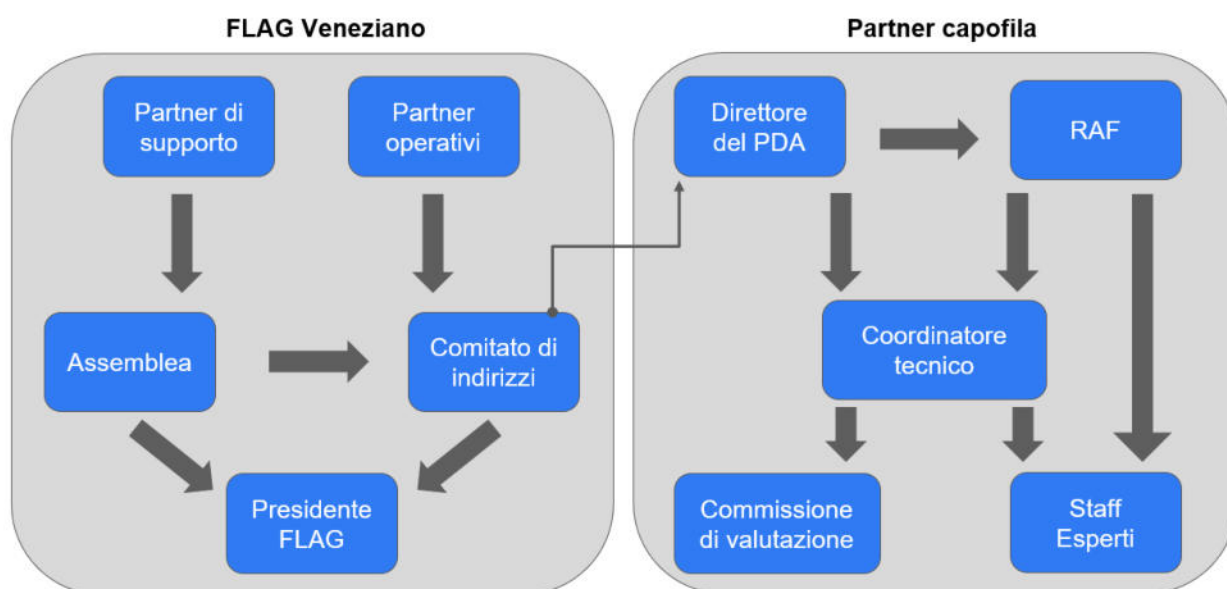 FLAG Veneziano
Partner di
supporto
Partner
operativi
Assemblea
Comitato di
indirizzi
Presidente
FLAG
Partner capofila
Direttore
del PDA
RAF
Coordinatore
tecnico
Commissione
di valutazione
Staff
Esperti